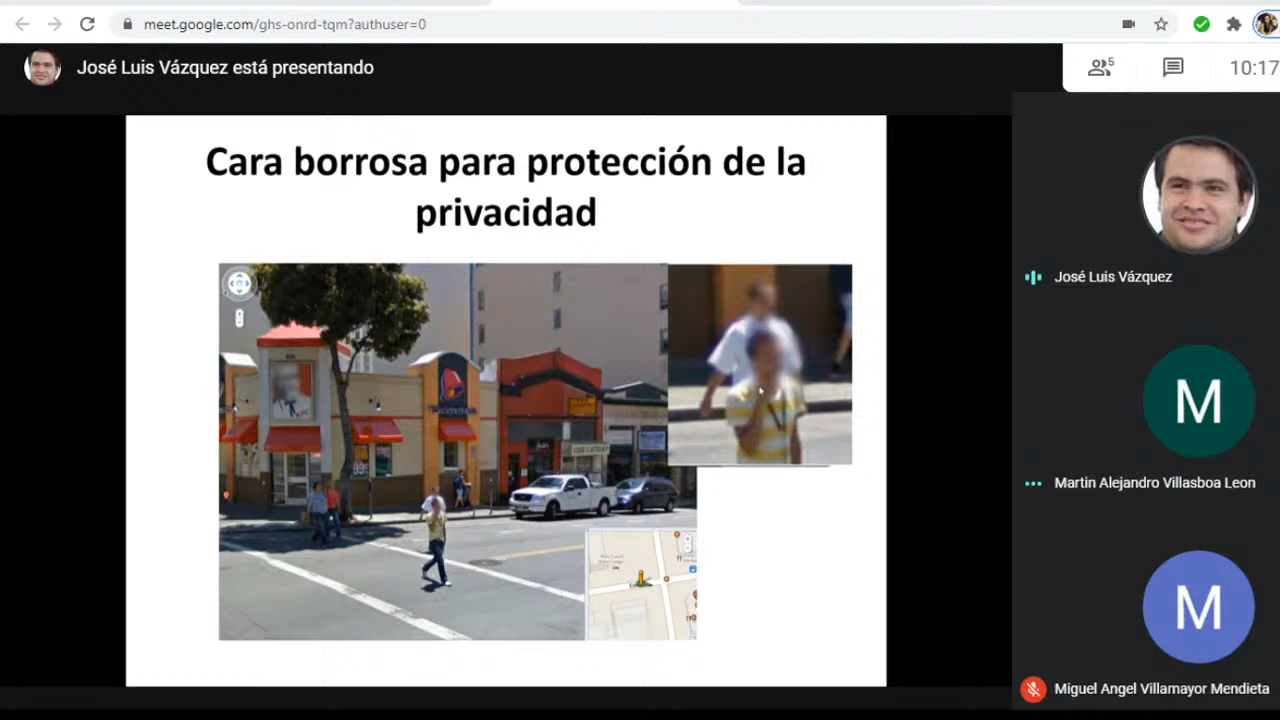 meet.google.com/ghs-onrd-tqm?authuser=0
José Luis Vázquez está presentando
5
10:17
Cara borrosa para protección de la
privacidad
José Luis Vázquez
M
Martin Alejandro Villasboa Leon
M
Miguel Angel Villamayor Mendieta